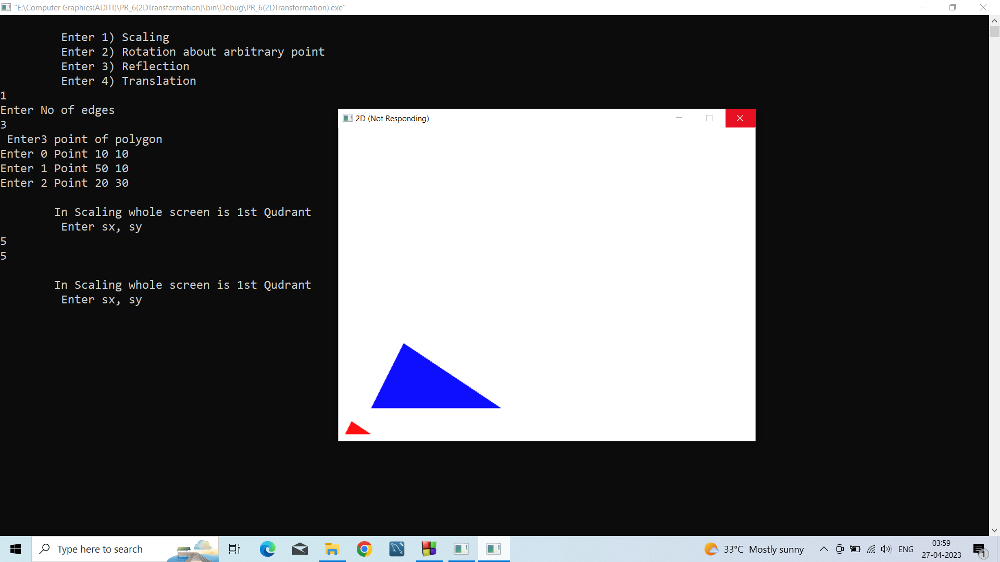 "E:\Computer Graphics(ADITI)\PR_6(2DTransformation)\bin\Debug\PR_6(2DTransformation).exe"
Enter 1) Scaling
Enter 2) Rotation about arbitrary point
Enter 3) Reflection
Enter 4) Translation
1
Enter No of edges
3
Enter3 point of polygon
Enter 0 Point 10 10
Enter 1 Point 50 10
Enter 2 Point 20 30
In Scaling whole screen is 1st Qudrant
Enter sx, sy
5
5
In Scaling whole screen is 1st Qudrant
Enter sx, sy
2D (Not Responding)
Type here to search
33°C Mostly sunny
ENG
03:59
27-04-2023
1